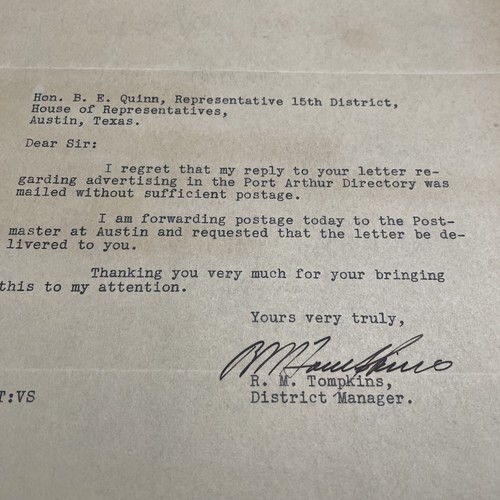 Hon. B. E. Quinn, Representative 15th District,
House of Representatives,
Austin, Texas.
Dear Sir:
I regret that my reply to your letter re-
garding advertising in the Port Arthur Directory was
mailed without sufficient postage.
I am forwarding postage today to the Post-
master at Austin and requested that the letter be de-
livered to you.
Thanking you very much for your bringing
this to my attention.
Yours very truly,
R M Tompkins
R. M. Tompkins,
District Manager.
T:VS